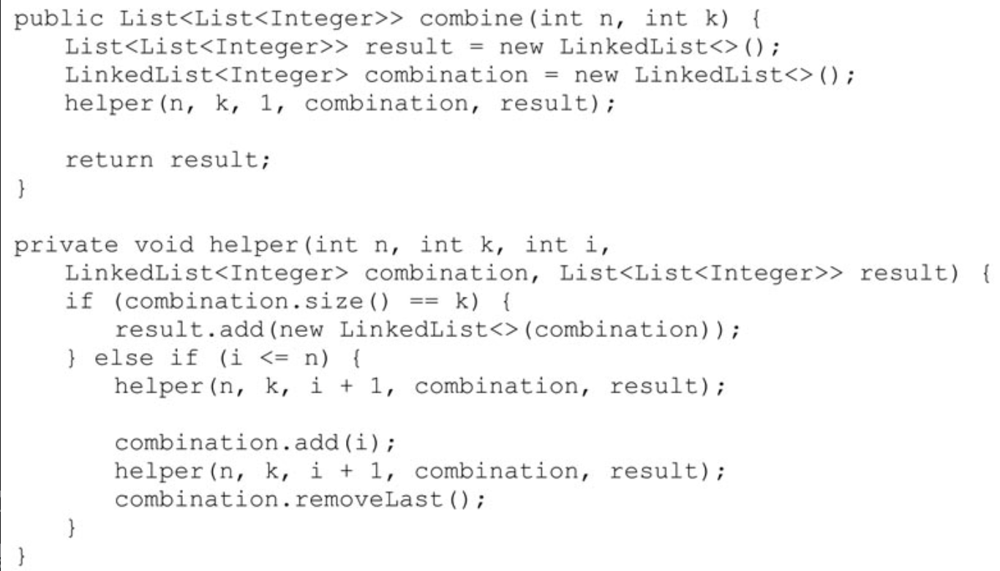 public List<List<Integer>> combine(int n, int k) {
    List<List<Integer>> result = new LinkedList<>();
    LinkedList<Integer> combination = new LinkedList<>();
    helper(n, k, 1, combination, result);

    return result;
}

private void helper(int n, int k, int i,
    LinkedList<Integer> combination, List<List<Integer>> result) {
    if (combination.size() == k) {
        result.add(new LinkedList<>(combination));
    } else if (i <= n) {
        helper(n, k, i + 1, combination, result);

        combination.add(i);
        helper(n, k, i + 1, combination, result);
        combination.removeLast();
    }
}